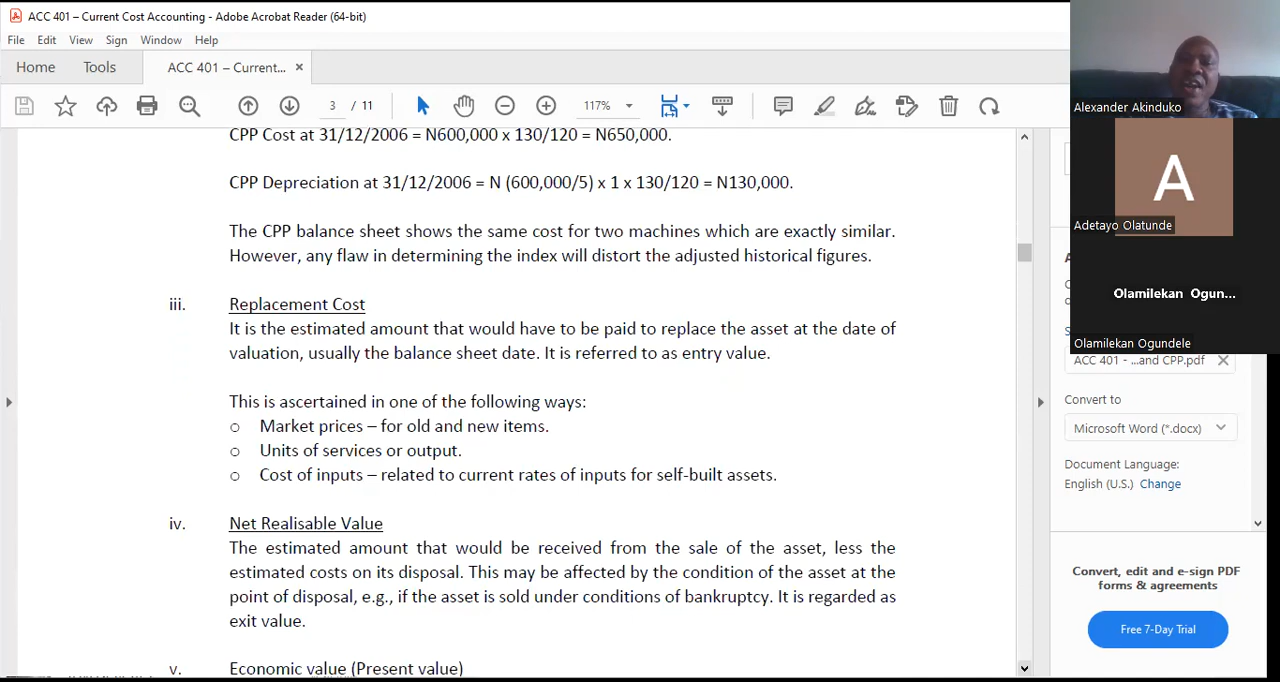 ACC 401 – Current Cost Accounting - Adobe Acrobat Reader (64-bit)
File Edit View Sign Window Help
Home Tools ACC 401 – Current... ×
3 / 11 117%
CPP Cost at 31/12/2006 = N600,000 x 130/120 = N650,000.
CPP Depreciation at 31/12/2006 = N (600,000/5) x 1 x 130/120 = N130,000.
The CPP balance sheet shows the same cost for two machines which are exactly similar.
However, any flaw in determining the index will distort the adjusted historical figures.
iii. Replacement Cost
It is the estimated amount that would have to be paid to replace the asset at the date of
valuation, usually the balance sheet date. It is referred to as entry value.
This is ascertained in one of the following ways:
o Market prices – for old and new items.
o Units of services or output.
o Cost of inputs – related to current rates of inputs for self-built assets.
iv. Net Realisable Value
The estimated amount that would be received from the sale of the asset, less the
estimated costs on its disposal. This may be affected by the condition of the asset at the
point of disposal, e.g., if the asset is sold under conditions of bankruptcy. It is regarded as
exit value.
v. Economic value (Present value)
Alexander Akinduko
A
Adetayo Olatunde
Olamilekan Ogun...
Olamilekan Ogundele
ACC 401 - ...and CPP.pdf
Convert to
Microsoft Word (*.docx)
Document Language:
English (U.S.) Change
Convert, edit and e-sign PDF
forms & agreements
Free 7-Day Trial